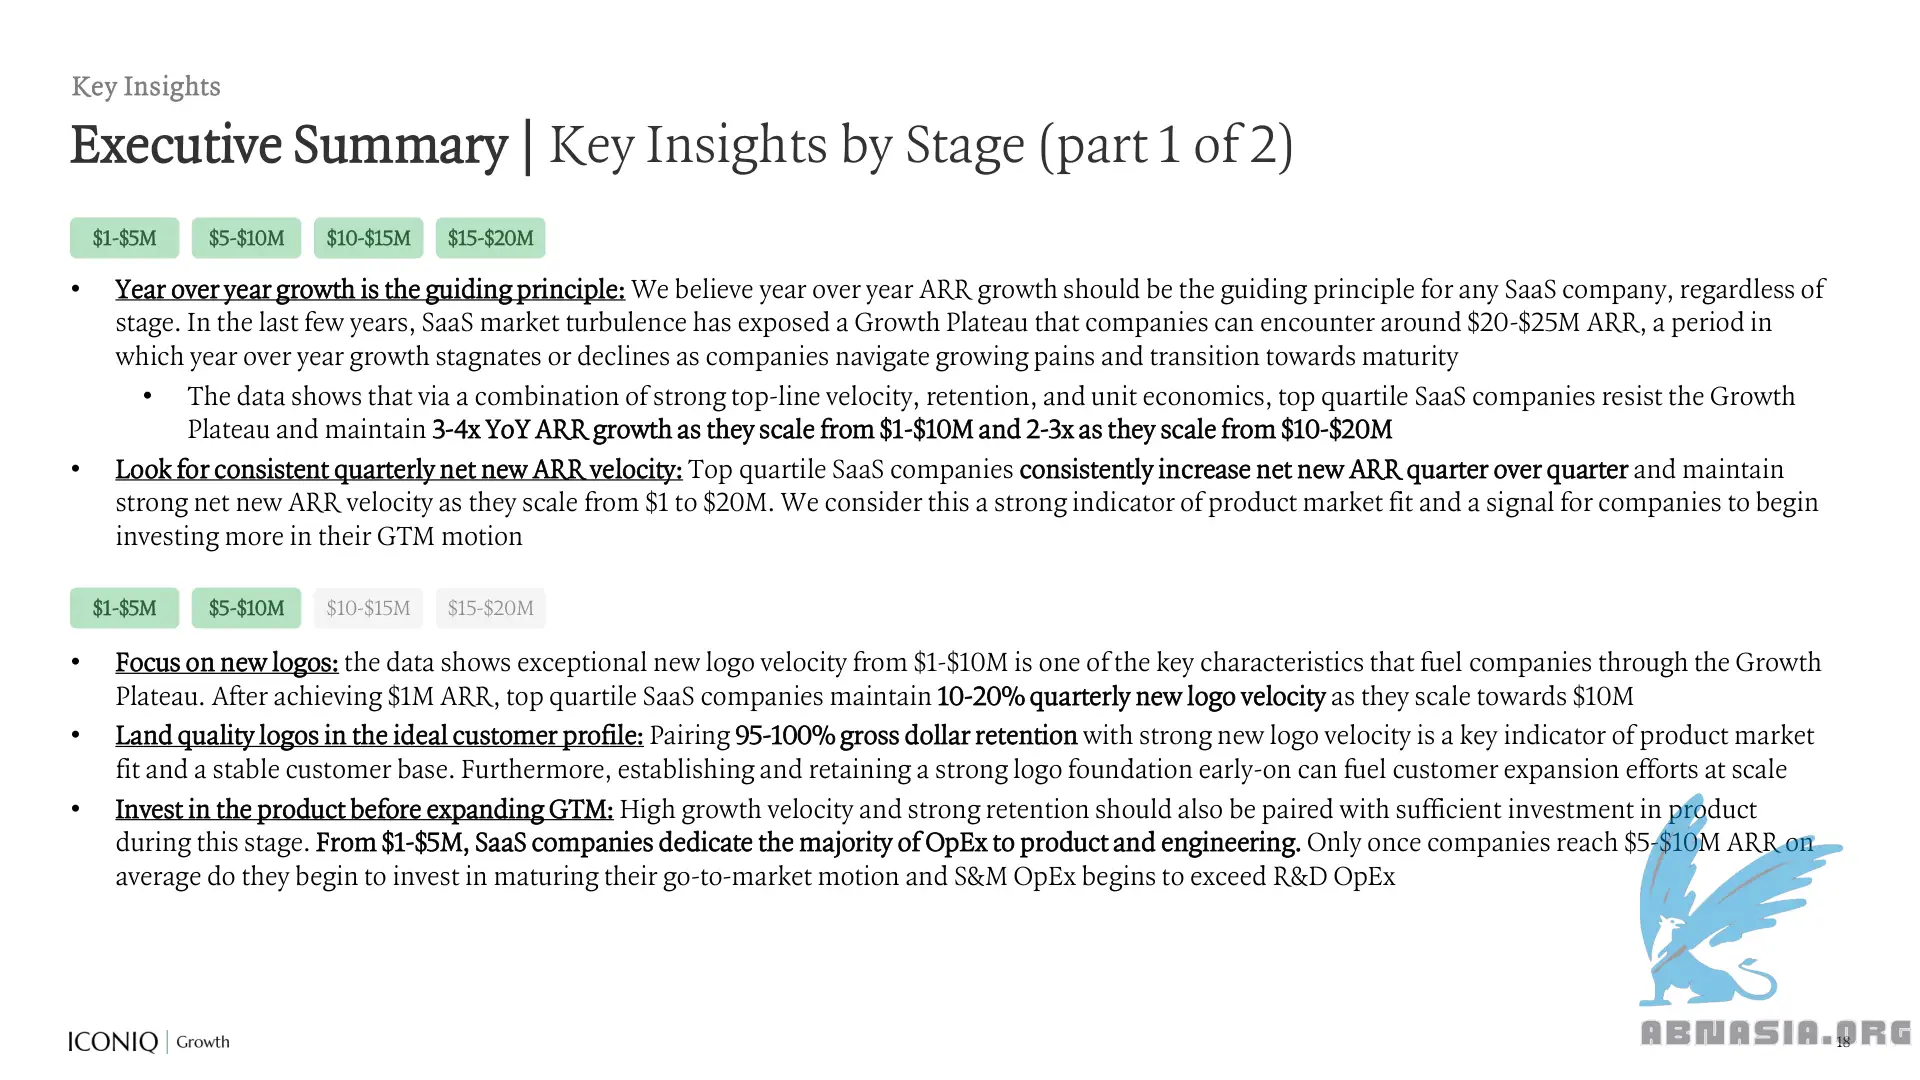 Key Insights
Executive Summary | Key Insights by Stage (part 1 of 2)
$1-$5M $5-$10M $10-$15M $15-$20M
• Year over year growth is the guiding principle: We believe year over year ARR growth should be the guiding principle for any SaaS company, regardless of
stage. In the last few years, SaaS market turbulence has exposed a Growth Plateau that companies can encounter around $20-$25M ARR, a period in
which year over year growth stagnates or declines as companies navigate growing pains and transition towards maturity
• The data shows that via a combination of strong top-line velocity, retention, and unit economics, top quartile SaaS companies resist the Growth
Plateau and maintain 3-4x YoY ARR growth as they scale from $1-$10M and 2-3x as they scale from $10-$20M
• Look for consistent quarterly net new ARR velocity: Top quartile SaaS companies consistently increase net new ARR quarter over quarter and maintain
strong net new ARR velocity as they scale from $1 to $20M. We consider this a strong indicator of product market fit and a signal for companies to begin
investing more in their GTM motion
$1-$5M $5-$10M $10-$15M $15-$20M
• Focus on new logos: the data shows exceptional new logo velocity from $1-$10M is one of the key characteristics that fuel companies through the Growth
Plateau. After achieving $1M ARR, top quartile SaaS companies maintain 10-20% quarterly new logo velocity as they scale towards $10M
• Land quality logos in the ideal customer profile: Pairing 95-100% gross dollar retention with strong new logo velocity is a key indicator of product market
fit and a stable customer base. Furthermore, establishing and retaining a strong logo foundation early-on can fuel customer expansion efforts at scale
• Invest in the product before expanding GTM: High growth velocity and strong retention should also be paired with sufficient investment in product
during this stage. From $1-$5M, SaaS companies dedicate the majority of OpEx to product and engineering. Only once companies reach $5-$10M ARR on
average do they begin to invest in maturing their go-to-market motion and S&M OpEx begins to exceed R&D OpEx
ICONIQ | Growth
ABNASIA.ORG
18